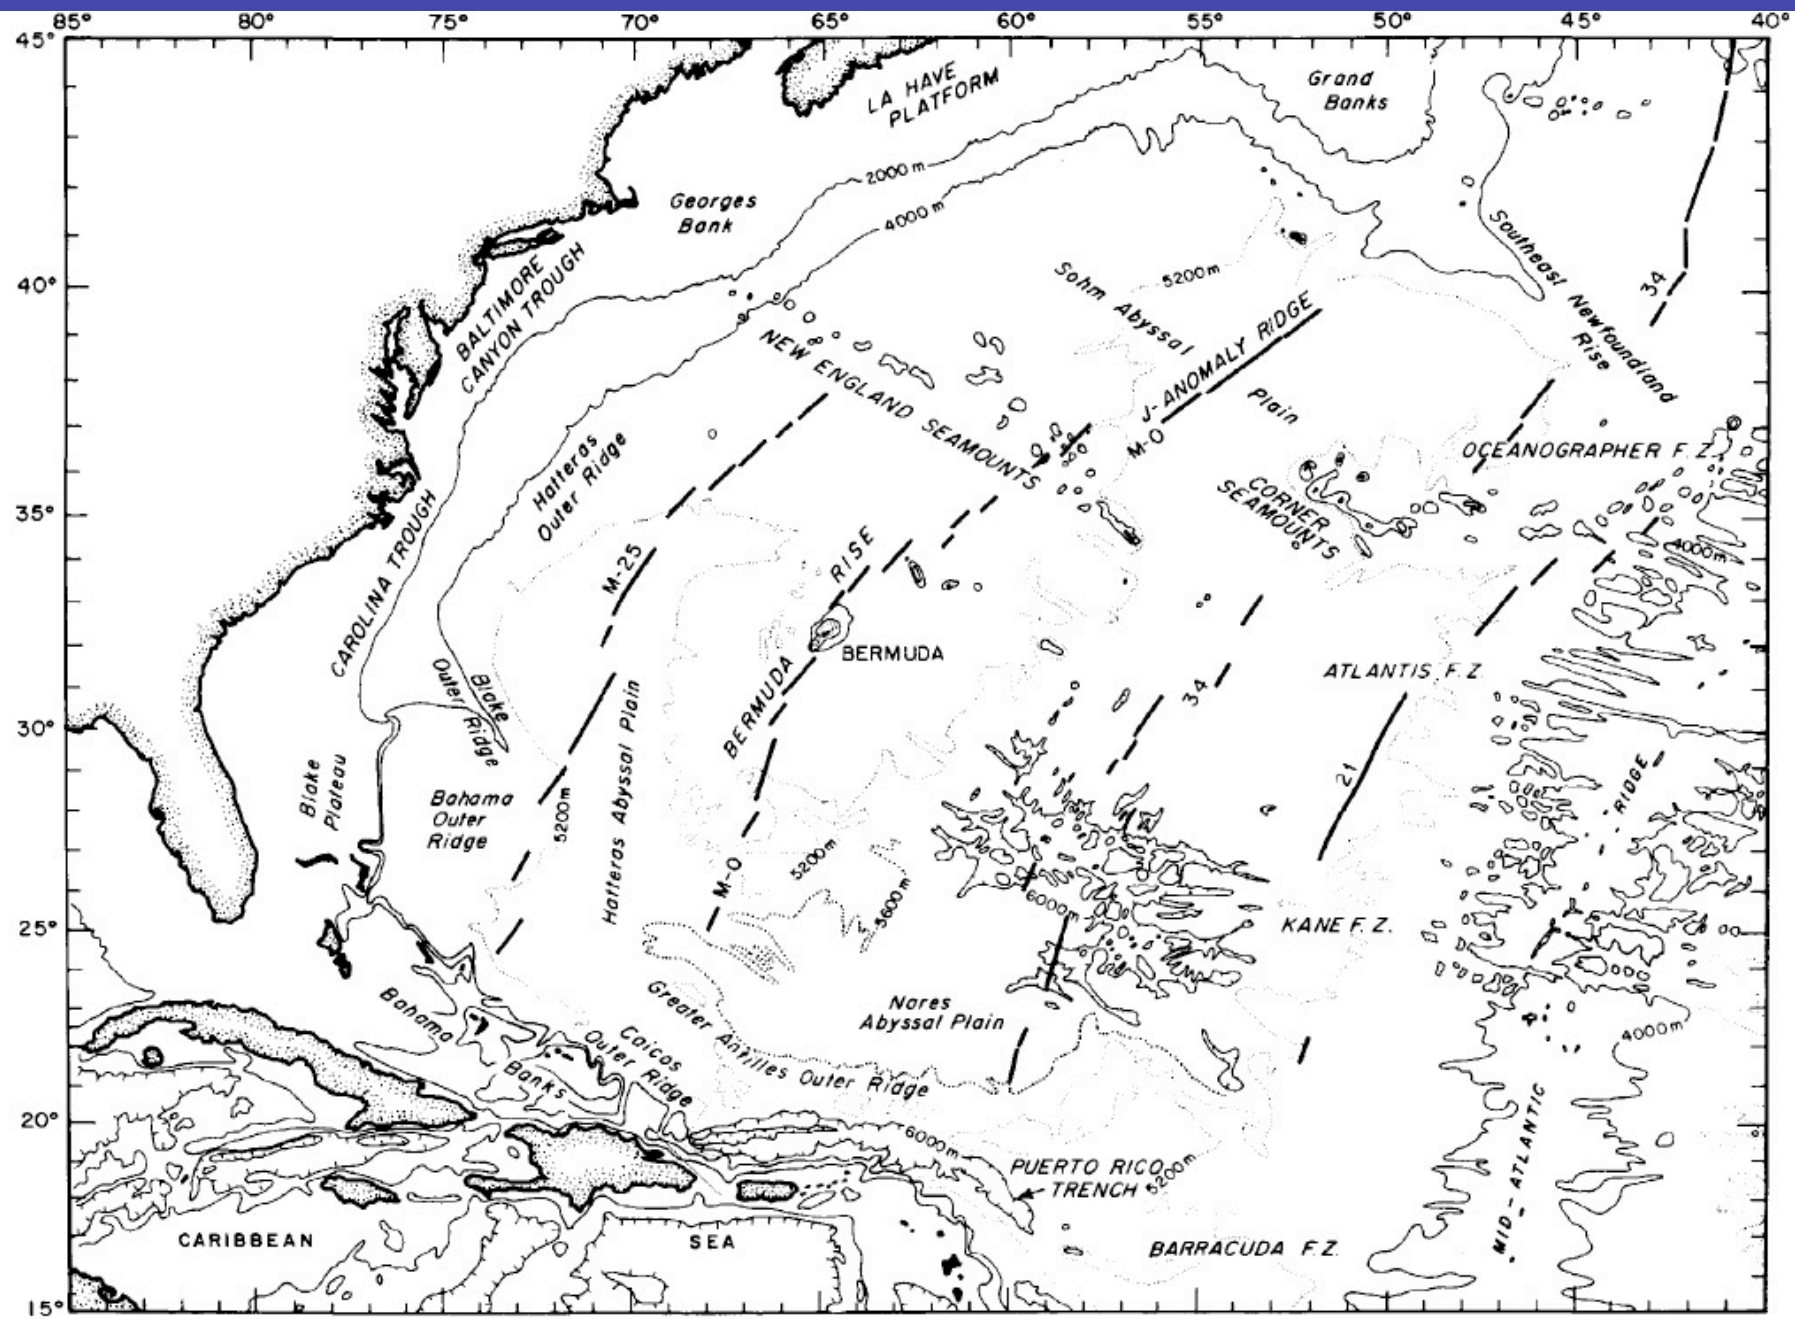 85° 80° 75° 70° 65° 60° 55° 50° 45° 40°
45°
LA HAVE
PLATFORM
Grand
Banks
2000 m
Georges
Bank
4000 m
Southeast Newfoundland
Rise
40°
BALTIMORE
CANYON TROUGH
Sohm Abyssal
Plain
5200m
34
NEW ENGLAND SEAMOUNTS
J-ANOMALY RIDGE
M-0
Hatteras
Outer Ridge
OCEANOGRAPHER F.Z.
CORNER
SEAMOUNTS
35°
CAROLINA TROUGH
M-25
BERMUDA RISE
4000m
BERMUDA
Blake
Outer Ridge
ATLANTIS F.Z.
34
30°
Blake
Plateau
Bahama
Outer
Ridge
5200m
Hatteras Abyssal Plain
21
M-0
5200m
5600m
6000m
KANE F.Z.
25°
Bahama
Banks
Caicos
Outer Ridge
Greater Antilles Outer Ridge
Nares
Abyssal Plain
4000m
MID-ATLANTIC RIDGE
20°
6000m
PUERTO RICO
TRENCH
5200m
CARIBBEAN SEA
BARRACUDA F.Z.
15°